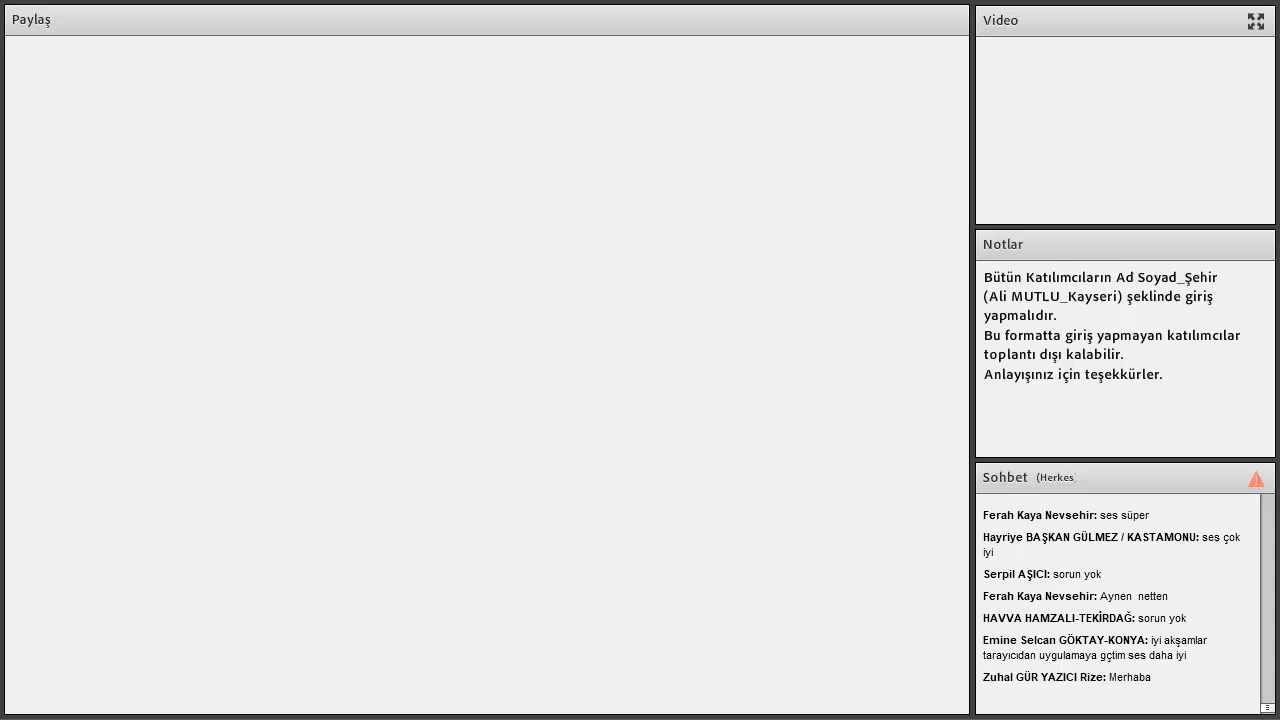 Paylaş
Video
Notlar
Bütün Katılımcıların Ad Soyad_Şehir
(Ali MUTLU_Kayseri) şeklinde giriş
yapmalıdır.
Bu formatta giriş yapmayan katılımcılar
toplantı dışı kalabilir.
Anlayışınız için teşekkürler.
Sohbet (Herkes)
Ferah Kaya Nevsehir: ses süper
Hayriye BAŞKAN GÜLMEZ / KASTAMONU: ses çok
iyi
Serpil AŞICI: sorun yok
Ferah Kaya Nevsehir: Aynen netten
HAVVA HAMZALI-TEKİRDAĞ: sorun yok
Emine Selcan GÖKTAY-KONYA: iyi akşamlar
tarayıcıdan uygulamaya gçtim ses daha iyi
Zuhal GÜR YAZICI Rize: Merhaba